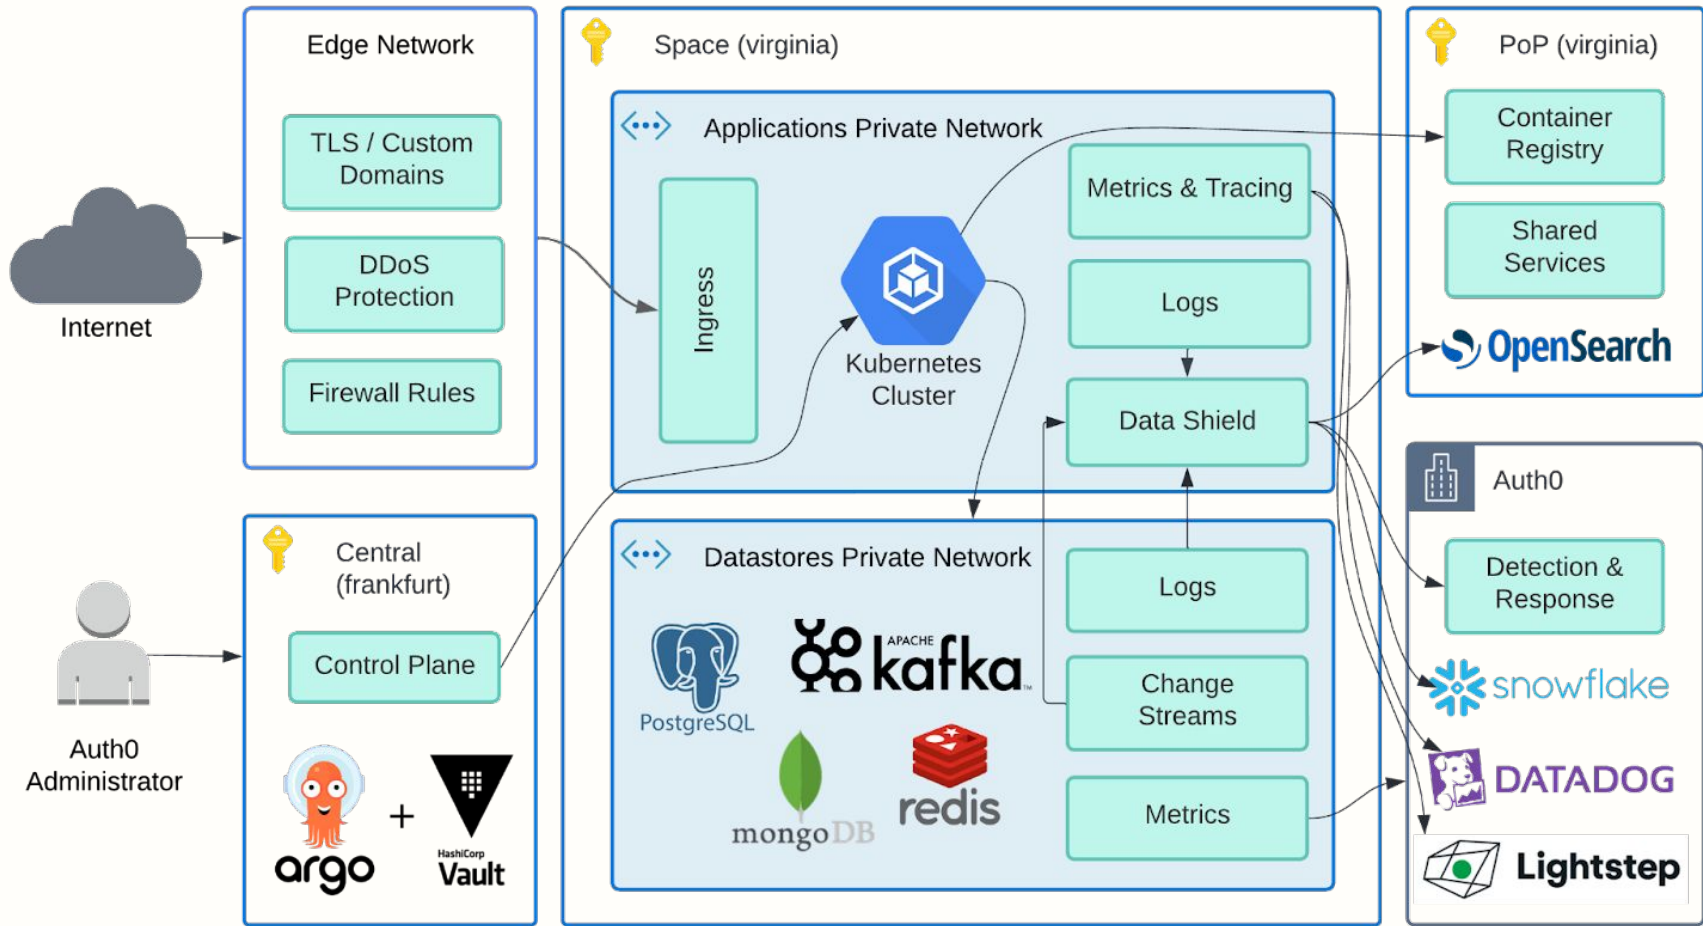 Edge Network
TLS / Custom
Domains
DDoS
Protection
Firewall Rules
Internet
Central
(frankfurt)
Control Plane
argo
+
HashiCorp
Vault
Auth0
Administrator
Space (virginia)
Applications Private Network
Ingress
Kubernetes
Cluster
Metrics & Tracing
Logs
Data Shield
Datastores Private Network
PostgreSQL
APACHE
kafka
TM
mongoDB
redis
Logs
Change
Streams
Metrics
PoP (virginia)
Container
Registry
Shared
Services
OpenSearch
Auth0
Detection &
Response
snowflake
DATADOG
Lightstep